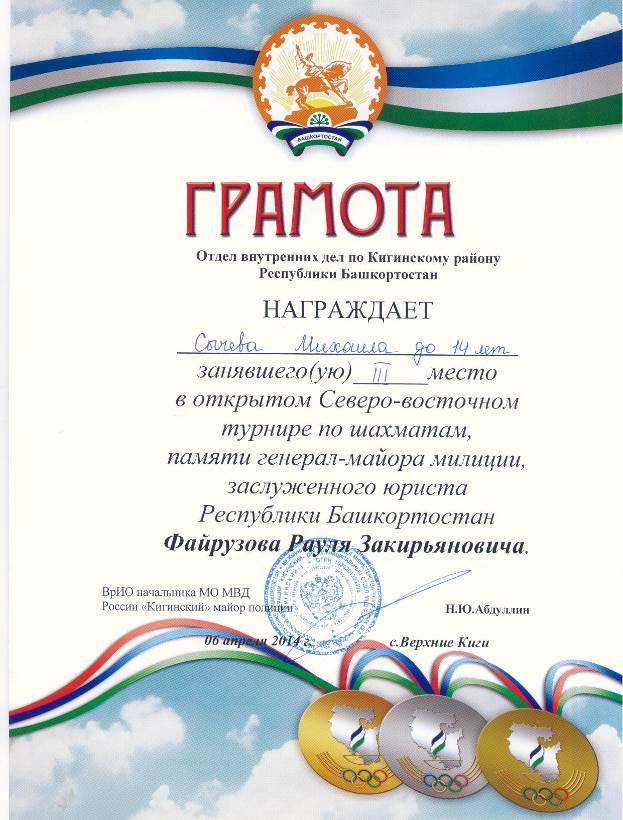 БАШКОРТОСТАН
ГРАМОТА
Отдел внутренних дел по Кигинскому району
Республики Башкортостан
НАГРАЖДАЕТ
Сычева Михаила до 14 лет
занявшего(ую) III место
в открытом Северо-восточном
турнире по шахматам,
памяти генерал-майора милиции,
заслуженного юриста
Республики Башкортостан
Файрузова Рауля Закирьяновича.
ВрИО начальника МО МВД
России «Кигинский» майор полиции Н.Ю.Абдуллин
06 апреля 2014 г. с.Верхние Киги